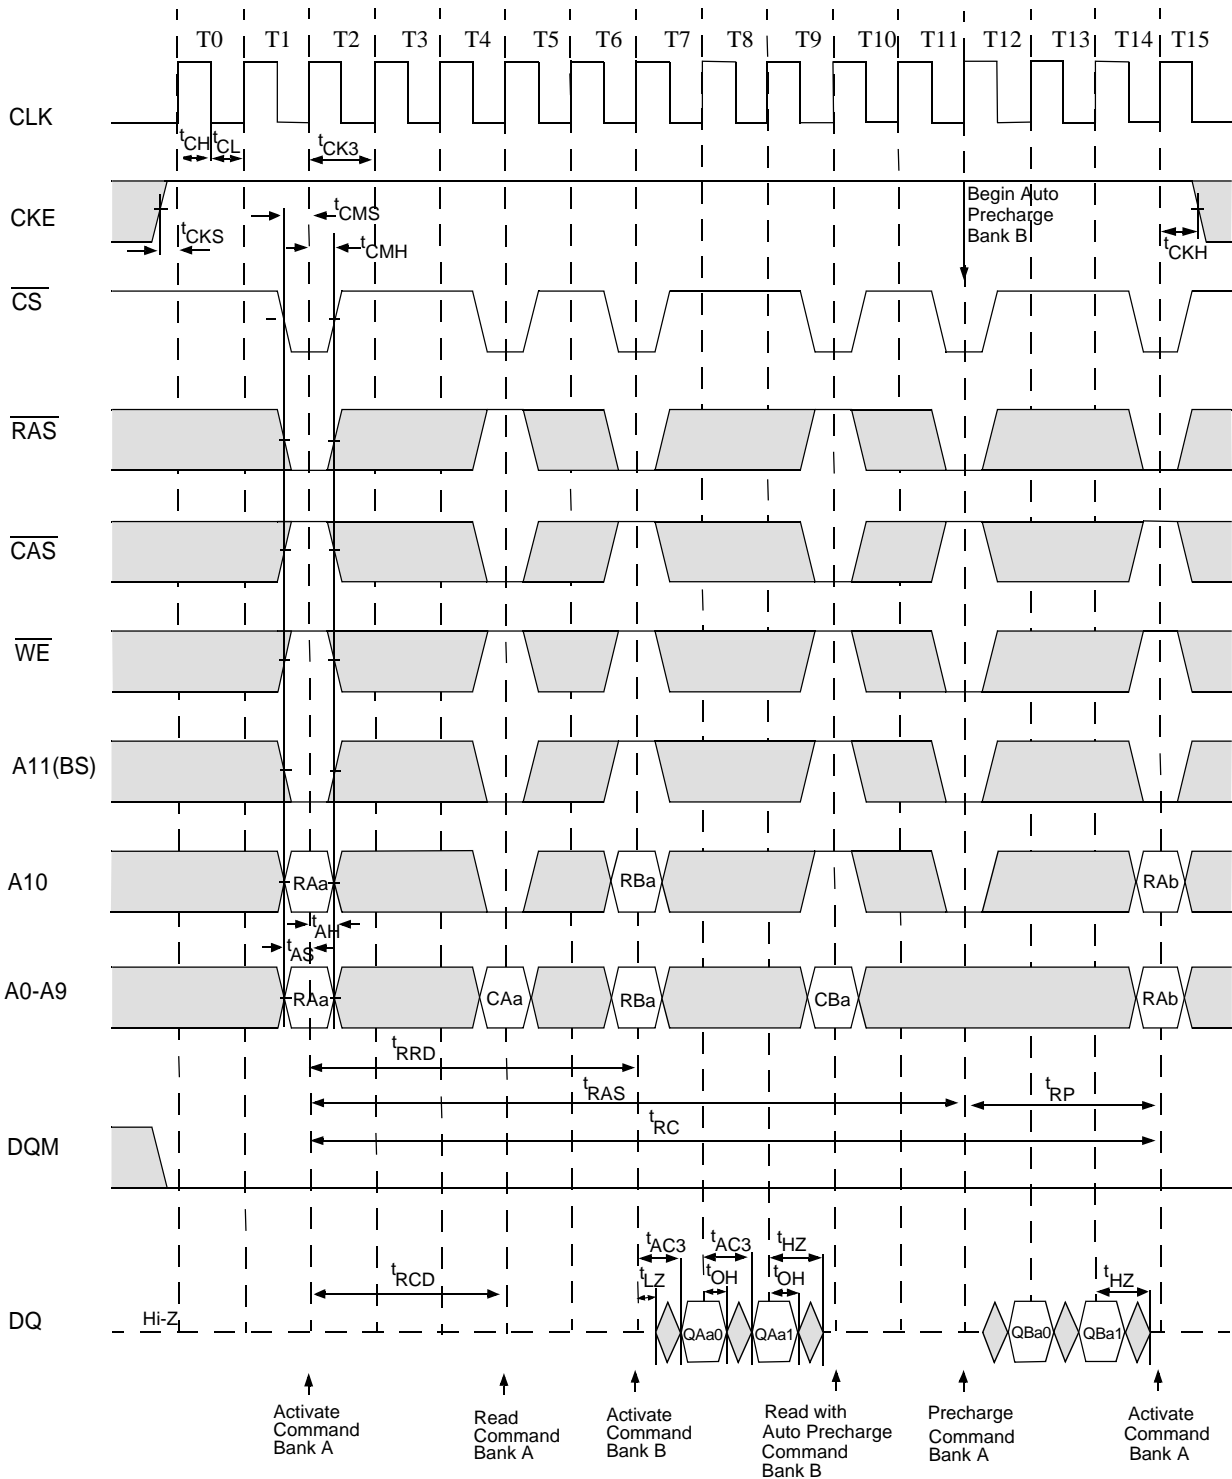 T0 T1 T2 T3 T4 T5 T6 T7 T8 T9 T10 T11 T12 T13 T14 T15
CLK
tCH tCL tCK3
CKE
tCKS
tCMS
tCMH
Begin Auto
Precharge
Bank B
tCKH
CS
RAS
CAS
WE
A11(BS)
A10 RAa RBa RAb
tAH
tAS
A0-A9 RAa CAa RBa CBa RAb
tRRD
tRAS tRP
tRC
DQM
tAC3 tAC3 tHZ
tRCD tLZ tOH tOH tHZ
DQ Hi-Z QAa0 QAa1 QBa0 QBa1
Activate
Command
Bank A
Read
Command
Bank A
Activate
Command
Bank B
Read with
Auto Precharge
Command
Bank B
Precharge
Command
Bank A
Activate
Command
Bank A